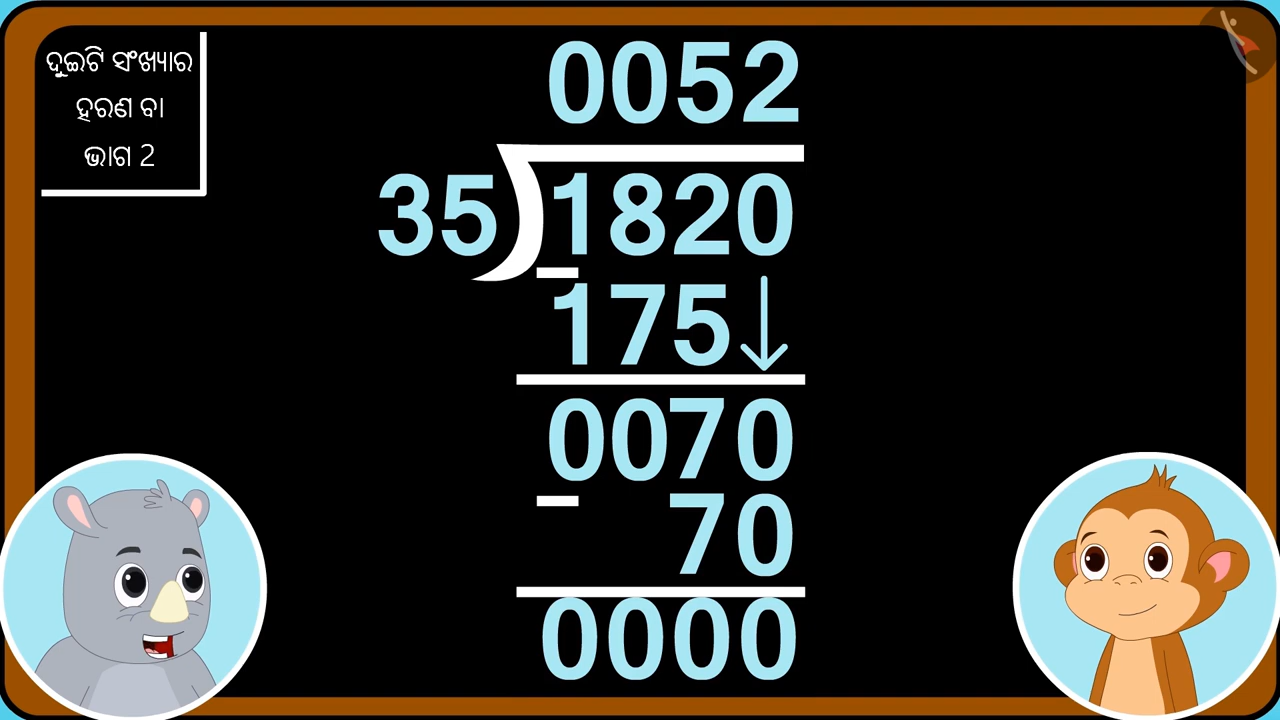 ଦୁଇଟି ସଂଖ୍ୟାର
ହରଣ ବା
ଭାଗ 2
0052
35)1820
- 175↓
0070
- 70
0000